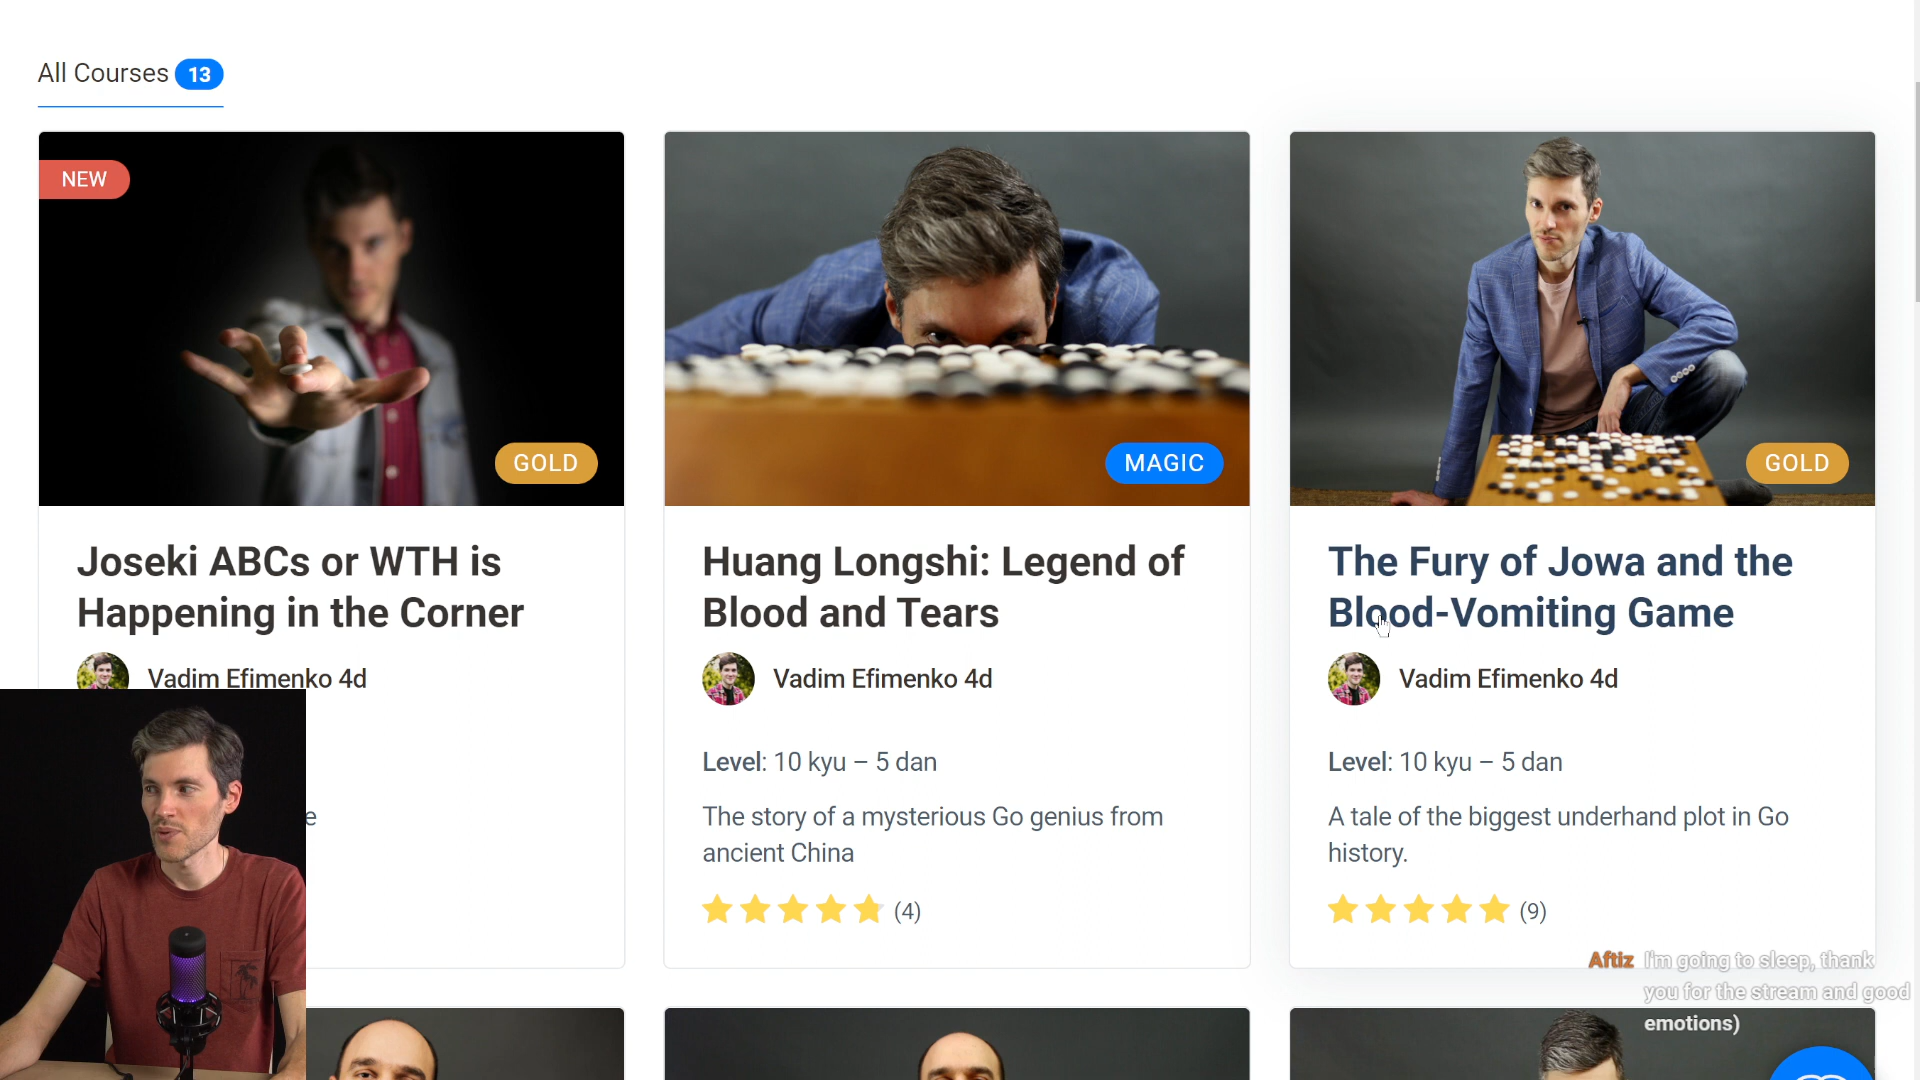 All Courses 13
NEW
GOLD
MAGIC
GOLD
Joseki ABCs or WTH is
Happening in the Corner
Vadim Efimenko 4d
e
Huang Longshi: Legend of
Blood and Tears
Vadim Efimenko 4d
Level: 10 kyu – 5 dan
The story of a mysterious Go genius from
ancient China
(4)
The Fury of Jowa and the
Blood-Vomiting Game
Vadim Efimenko 4d
Level: 10 kyu – 5 dan
A tale of the biggest underhand plot in Go
history.
(9)
Aftiz I'm going to sleep, thank
you for the stream and good
emotions)